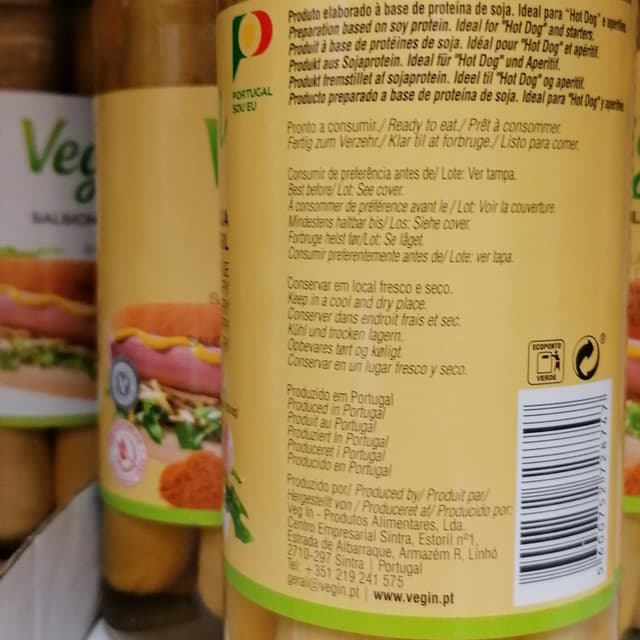 PORTUGAL
SOU EU
Produto elaborado à base de proteína de soja. Ideal para "Hot Dog" e
Preparation based on soy protein. Ideal for "Hot Dog" and starters.
Produit à base de protéines de soja. Idéal pour "Hot Dog" et apéritif.
Produkt aus Sojaprotein. Ideal für "Hot Dog" und Aperitif.
Produkt fremstillet af sojaprotein. Ideel til "Hot Dog" og aperitif.
Producto preparado a base de proteína de soja. Ideal para "Hot Dog" y
Pronto a consumir./ Ready to eat./ Prêt à consommer.
Fertig zum Verzehr./ Klar til at forbruge./ Listo para comer.
Consumir de preferência antes de/ Lote: Ver tampa.
Best before/ Lot: See cover.
À consommer de préférence avant le / Lot: Voir la couverture.
Mindestens haltbar bis/ Los: Siehe cover.
Forbruge helst før/Lot: Se låget.
Consumir preferentemente antes de/ Lote: ver tapa.
Conservar em local fresco e seco.
Keep in a cool and dry place.
Conserver dans endroit frais et sec.
Kühl und trocken lagern.
Opbevares tørt og køligt.
Conservar en un lugar fresco y seco.
Produzido em Portugal
Produced in Portugal
Produit au Portugal
Produziert in Portugal
Produceret i Portugal
Producido en Portugal
Produzido por/ Produced by/ Produit par/
Hergestellt von / Produceret af/ Producido por:
Veg In - Produtos Alimentares, Lda.
Centro Empresarial Sintra, Estoril nº1,
Estrada de Albarraque, Armazém R, Linhó
2710-297 Sintra | Portugal
Tel: +351 219 241 575
geral@vegin.pt | www.vegin.pt
ECOPONTO
VERDE
Veg